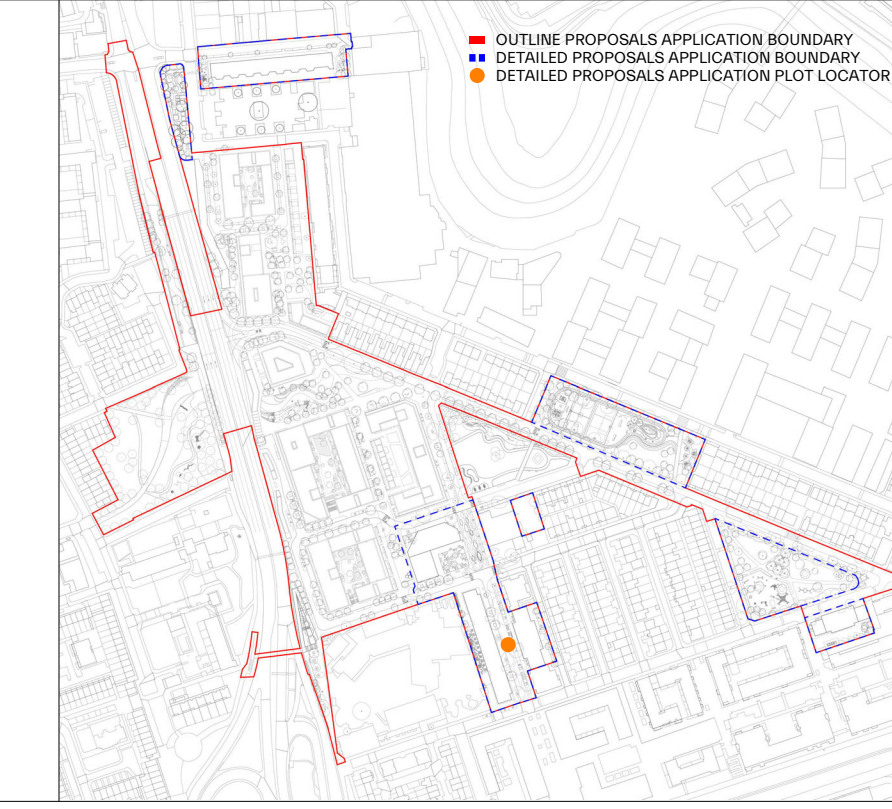 OUTLINE PROPOSALS APPLICATION BOUNDARY
DETAILED PROPOSALS APPLICATION BOUNDARY
DETAILED PROPOSALS APPLICATION PLOT LOCATOR